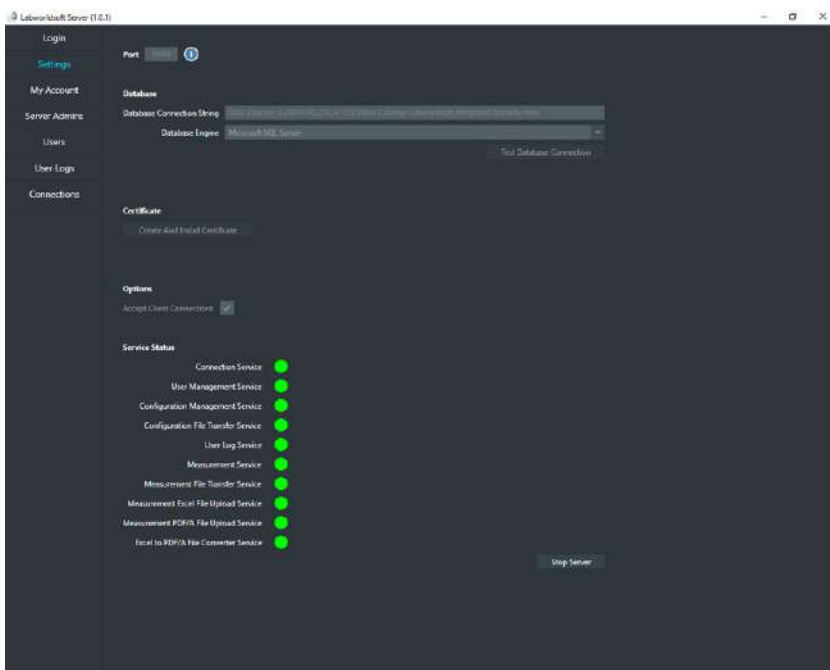 Labworldsoft Server (1.0.1)
Login
Settings
My Account
Server Admins
Users
User Logs
Connections
Port
Database
Database Connection String
Database Engine Microsoft SQL Server
Test Database Connection
Certificate
Create And Install Certificate
Options
Accept Client Connections
Service Status
Connection Service
User Management Service
Configuration Management Service
Configuration File Transfer Service
User Log Service
Measurement Service
Measurement File Transfer Service
Measurement Excel File Upload Service
Measurement PDF/A File Upload Service
Excel to PDF/A File Converter Service
Stop Server